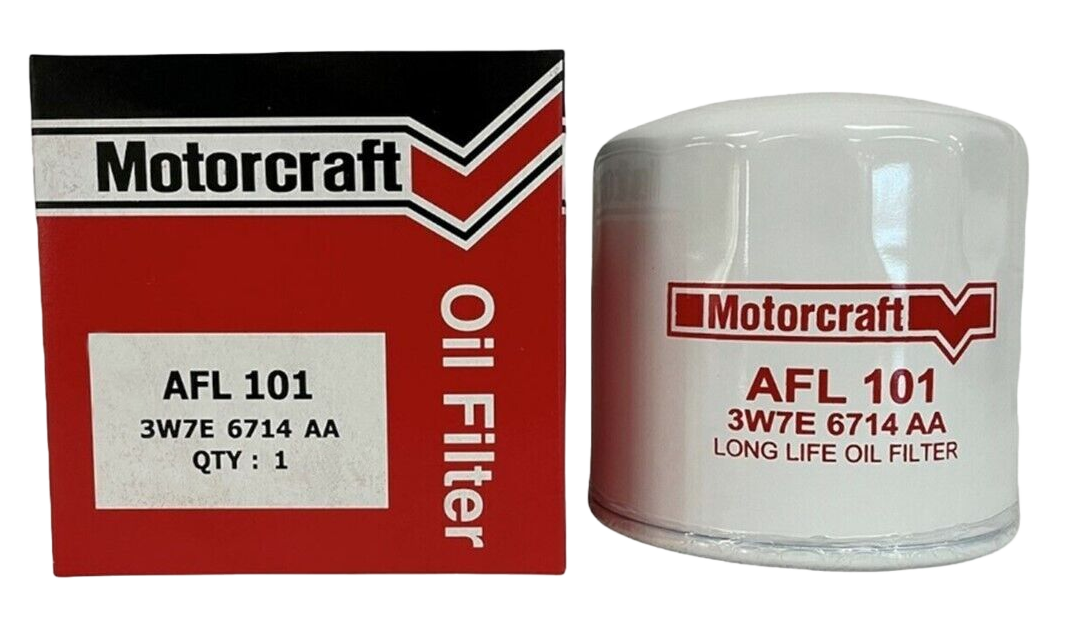 Motorcraft
Oil Filter
AFL 101
3W7E 6714 AA
QTY : 1
Motorcraft
AFL 101
3W7E 6714 AA
LONG LIFE OIL FILTER